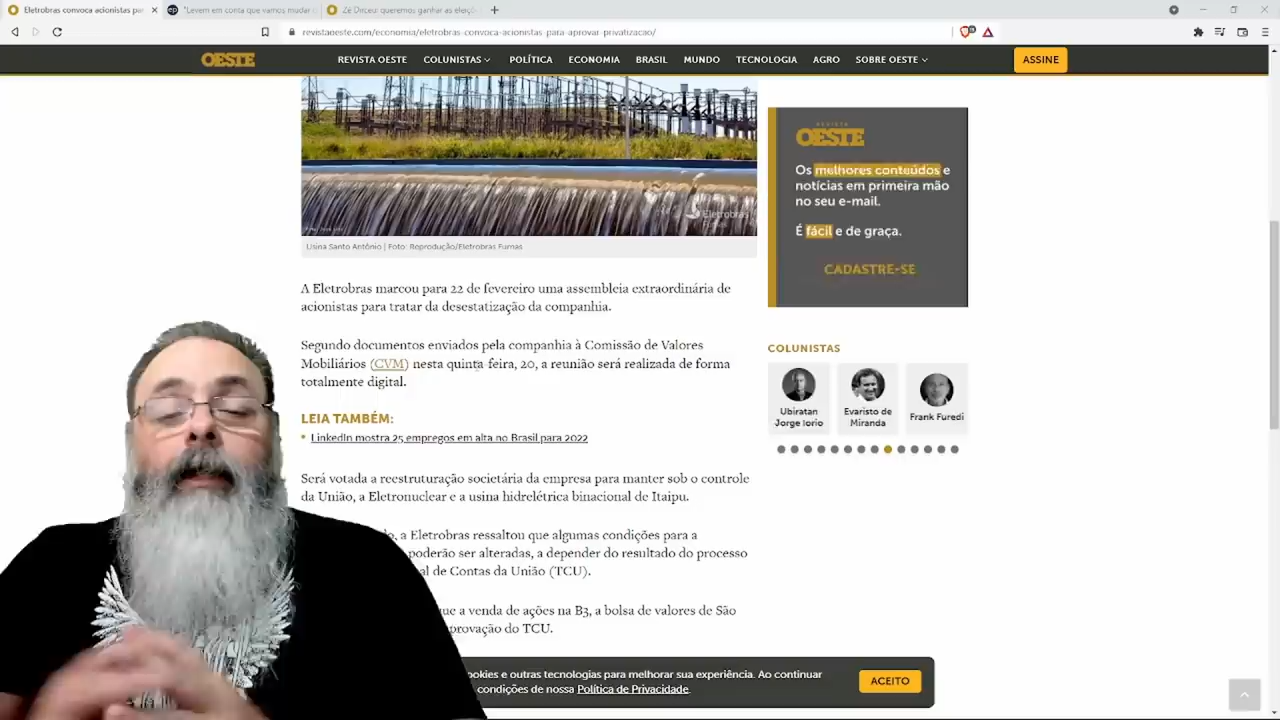 Eletrobras convoca acionistas par
"Levem em conta que vamos mudar
Zé Dirceu: queremos ganhar as eleiç
revistaoeste.com/economia/eletrobras-convoca-acionistas-para-aprovar-privatizacao/
OESTE
REVISTA OESTE
COLUNISTAS
POLÍTICA
ECONOMIA
BRASIL
MUNDO
TECNOLOGIA
AGRO
SOBRE OESTE
ASSINE
Eletrobras
Furnas
Usina Santo Antônio | Foto: Reprodução/Eletrobras Furnas
A Eletrobras marcou para 22 de fevereiro uma assembleia extraordinária de
acionistas para tratar da desestatização da companhia.
Segundo documentos enviados pela companhia à Comissão de Valores
Mobiliários (CVM) nesta quinta-feira, 20, a reunião será realizada de forma
totalmente digital.
LEIA TAMBÉM:
LinkedIn mostra 25 empregos em alta no Brasil para 2022
Será votada a reestruturação societária da empresa para manter sob o controle
da União, a Eletronuclear e a usina hidrelétrica binacional de Itaipu.
o, a Eletrobras ressaltou que algumas condições para a
poderão ser alteradas, a depender do resultado do processo
al de Contas da União (TCU).
que a venda de ações na B3, a bolsa de valores de São
provação do TCU.
REVISTA
OESTE
Os melhores conteúdos e
notícias em primeira mão
no seu e-mail.
É fácil e de graça.
CADASTRE-SE
COLUNISTAS
Ubiratan
Jorge Iorio
Evaristo de
Miranda
Frank Furedi
ookies e outras tecnologias para melhorar sua experiência. Ao continuar
condições de nossa Política de Privacidade.
ACEITO